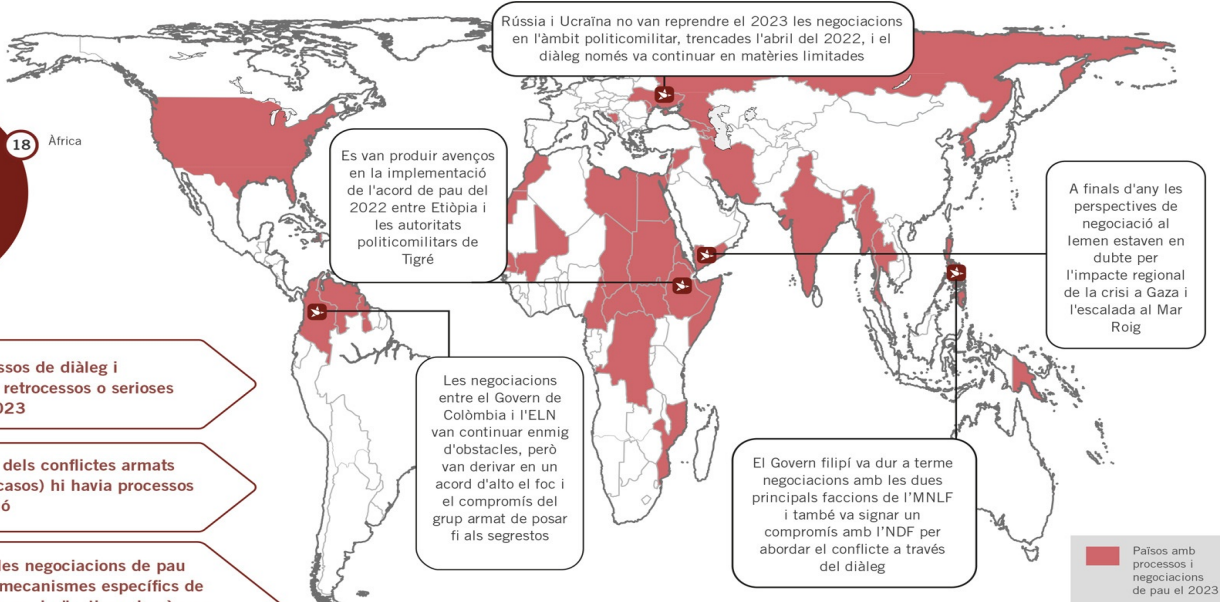 Rússia i Ucraïna no van reprendre el 2023 les negociacions
en l'àmbit politicomilitar, trencades l'abril del 2022, i el
diàleg només va continuar en matèries limitades
18
Àfrica
Es van produir avenços
en la implementació
de l'acord de pau del
2022 entre Etiòpia i
les autoritats
politicomilitars de
Tigré
A finals d'any les
perspectives de
negociació al
Iemen estaven en
dubte per
l'impacte regional
de la crisi a Gaza i
l'escalada al Mar
Roig
ssos de diàleg i
retrocessos o serioses
023
dels conflictes armats
casos) hi havia processos
ó
les negociacions de pau
mecanismes específics de
Les negociacions
entre el Govern de
Colòmbia i l'ELN
van continuar enmig
d'obstacles, però
van derivar en un
acord d'alto el foc i
el compromís del
grup armat de posar
fi als segrestos
El Govern filipí va dur a terme
negociacions amb les dues
principals faccions de l’MNLF
i també va signar un
compromís amb l’NDF per
abordar el conflicte a través
del diàleg
Països amb
processos i
negociacions
de pau el 2023